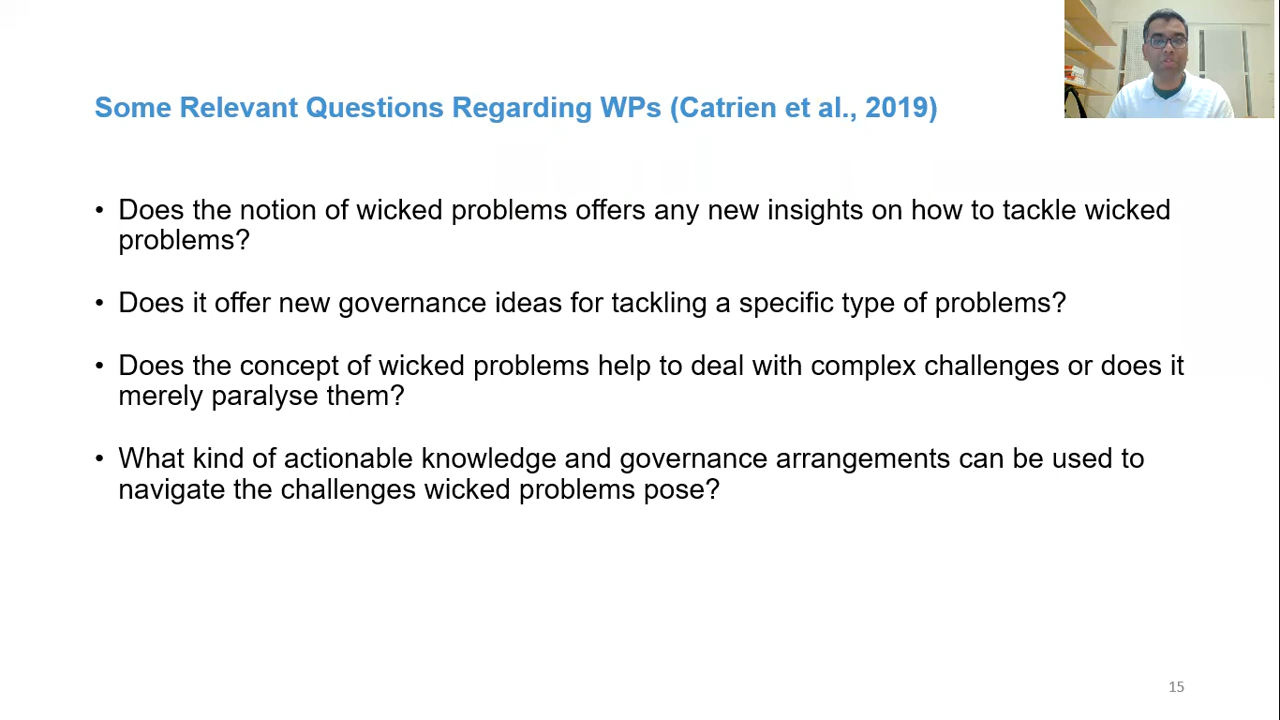 Some Relevant Questions Regarding WPs (Catrien et al., 2019)
• Does the notion of wicked problems offers any new insights on how to tackle wicked
problems?
• Does it offer new governance ideas for tackling a specific type of problems?
• Does the concept of wicked problems help to deal with complex challenges or does it
merely paralyse them?
• What kind of actionable knowledge and governance arrangements can be used to
navigate the challenges wicked problems pose?
15